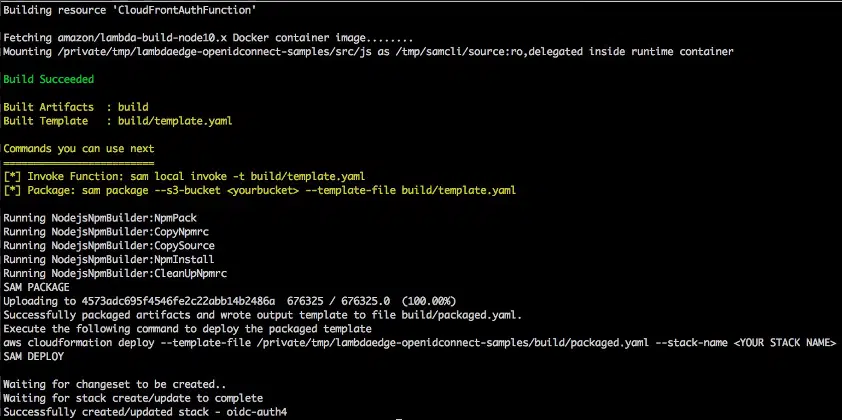 Building resource 'CloudFrontAuthFunction'
Fetching amazon/lambda-build-node10.x Docker container image........
Mounting /private/tmp/lambdaedge-openidconnect-samples/src/js as /tmp/samcli/source:ro,delegated inside runtime container
Build Succeeded
Built Artifacts  : build
Built Template   : build/template.yaml
Commands you can use next
=========================
[*] Invoke Function: sam local invoke -t build/template.yaml
[*] Package: sam package --s3-bucket <yourbucket> --template-file build/template.yaml
Running NodejsNpmBuilder:NpmPack
Running NodejsNpmBuilder:CopyNpmrc
Running NodejsNpmBuilder:CopySource
Running NodejsNpmBuilder:NpmInstall
Running NodejsNpmBuilder:CleanUpNpmrc
SAM PACKAGE
Uploading to 4573adc695f4546fe2c22abb14b2486a  676325 / 676325.0  (100.00%)
Successfully packaged artifacts and wrote output template to file build/packaged.yaml.
Execute the following command to deploy the packaged template
aws cloudformation deploy --template-file /private/tmp/lambdaedge-openidconnect-samples/build/packaged.yaml --stack-name <YOUR STACK NAME>
SAM DEPLOY
Waiting for changeset to be created..
Waiting for stack create/update to complete
Successfully created/updated stack - oidc-auth4